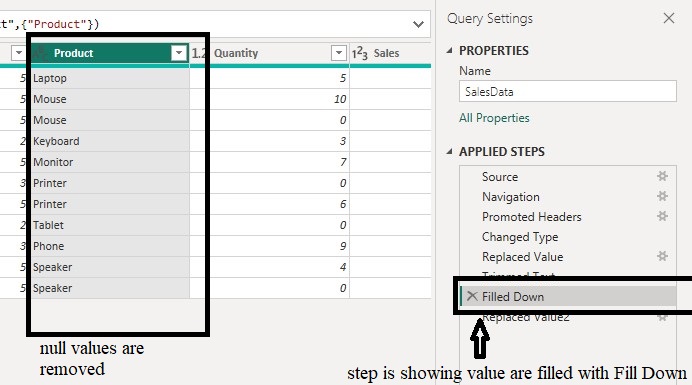 ct",{"Product"})
Query Settings
PROPERTIES
Name
SalesData
All Properties
APPLIED STEPS
Source
Navigation
Promoted Headers
Changed Type
Replaced Value
Trimmed Text
Filled Down
Replaced Value2
Product 1.2 Quantity 1²3 Sales
5 Laptop 5
5 Mouse 10
5 Mouse 0
2 Keyboard 3
5 Monitor 7
3 Printer 0
5 Printer 6
2 Tablet 0
3 Phone 9
5 Speaker 4
5 Speaker 0
null values are
removed
step is showing value are filled with Fill Down